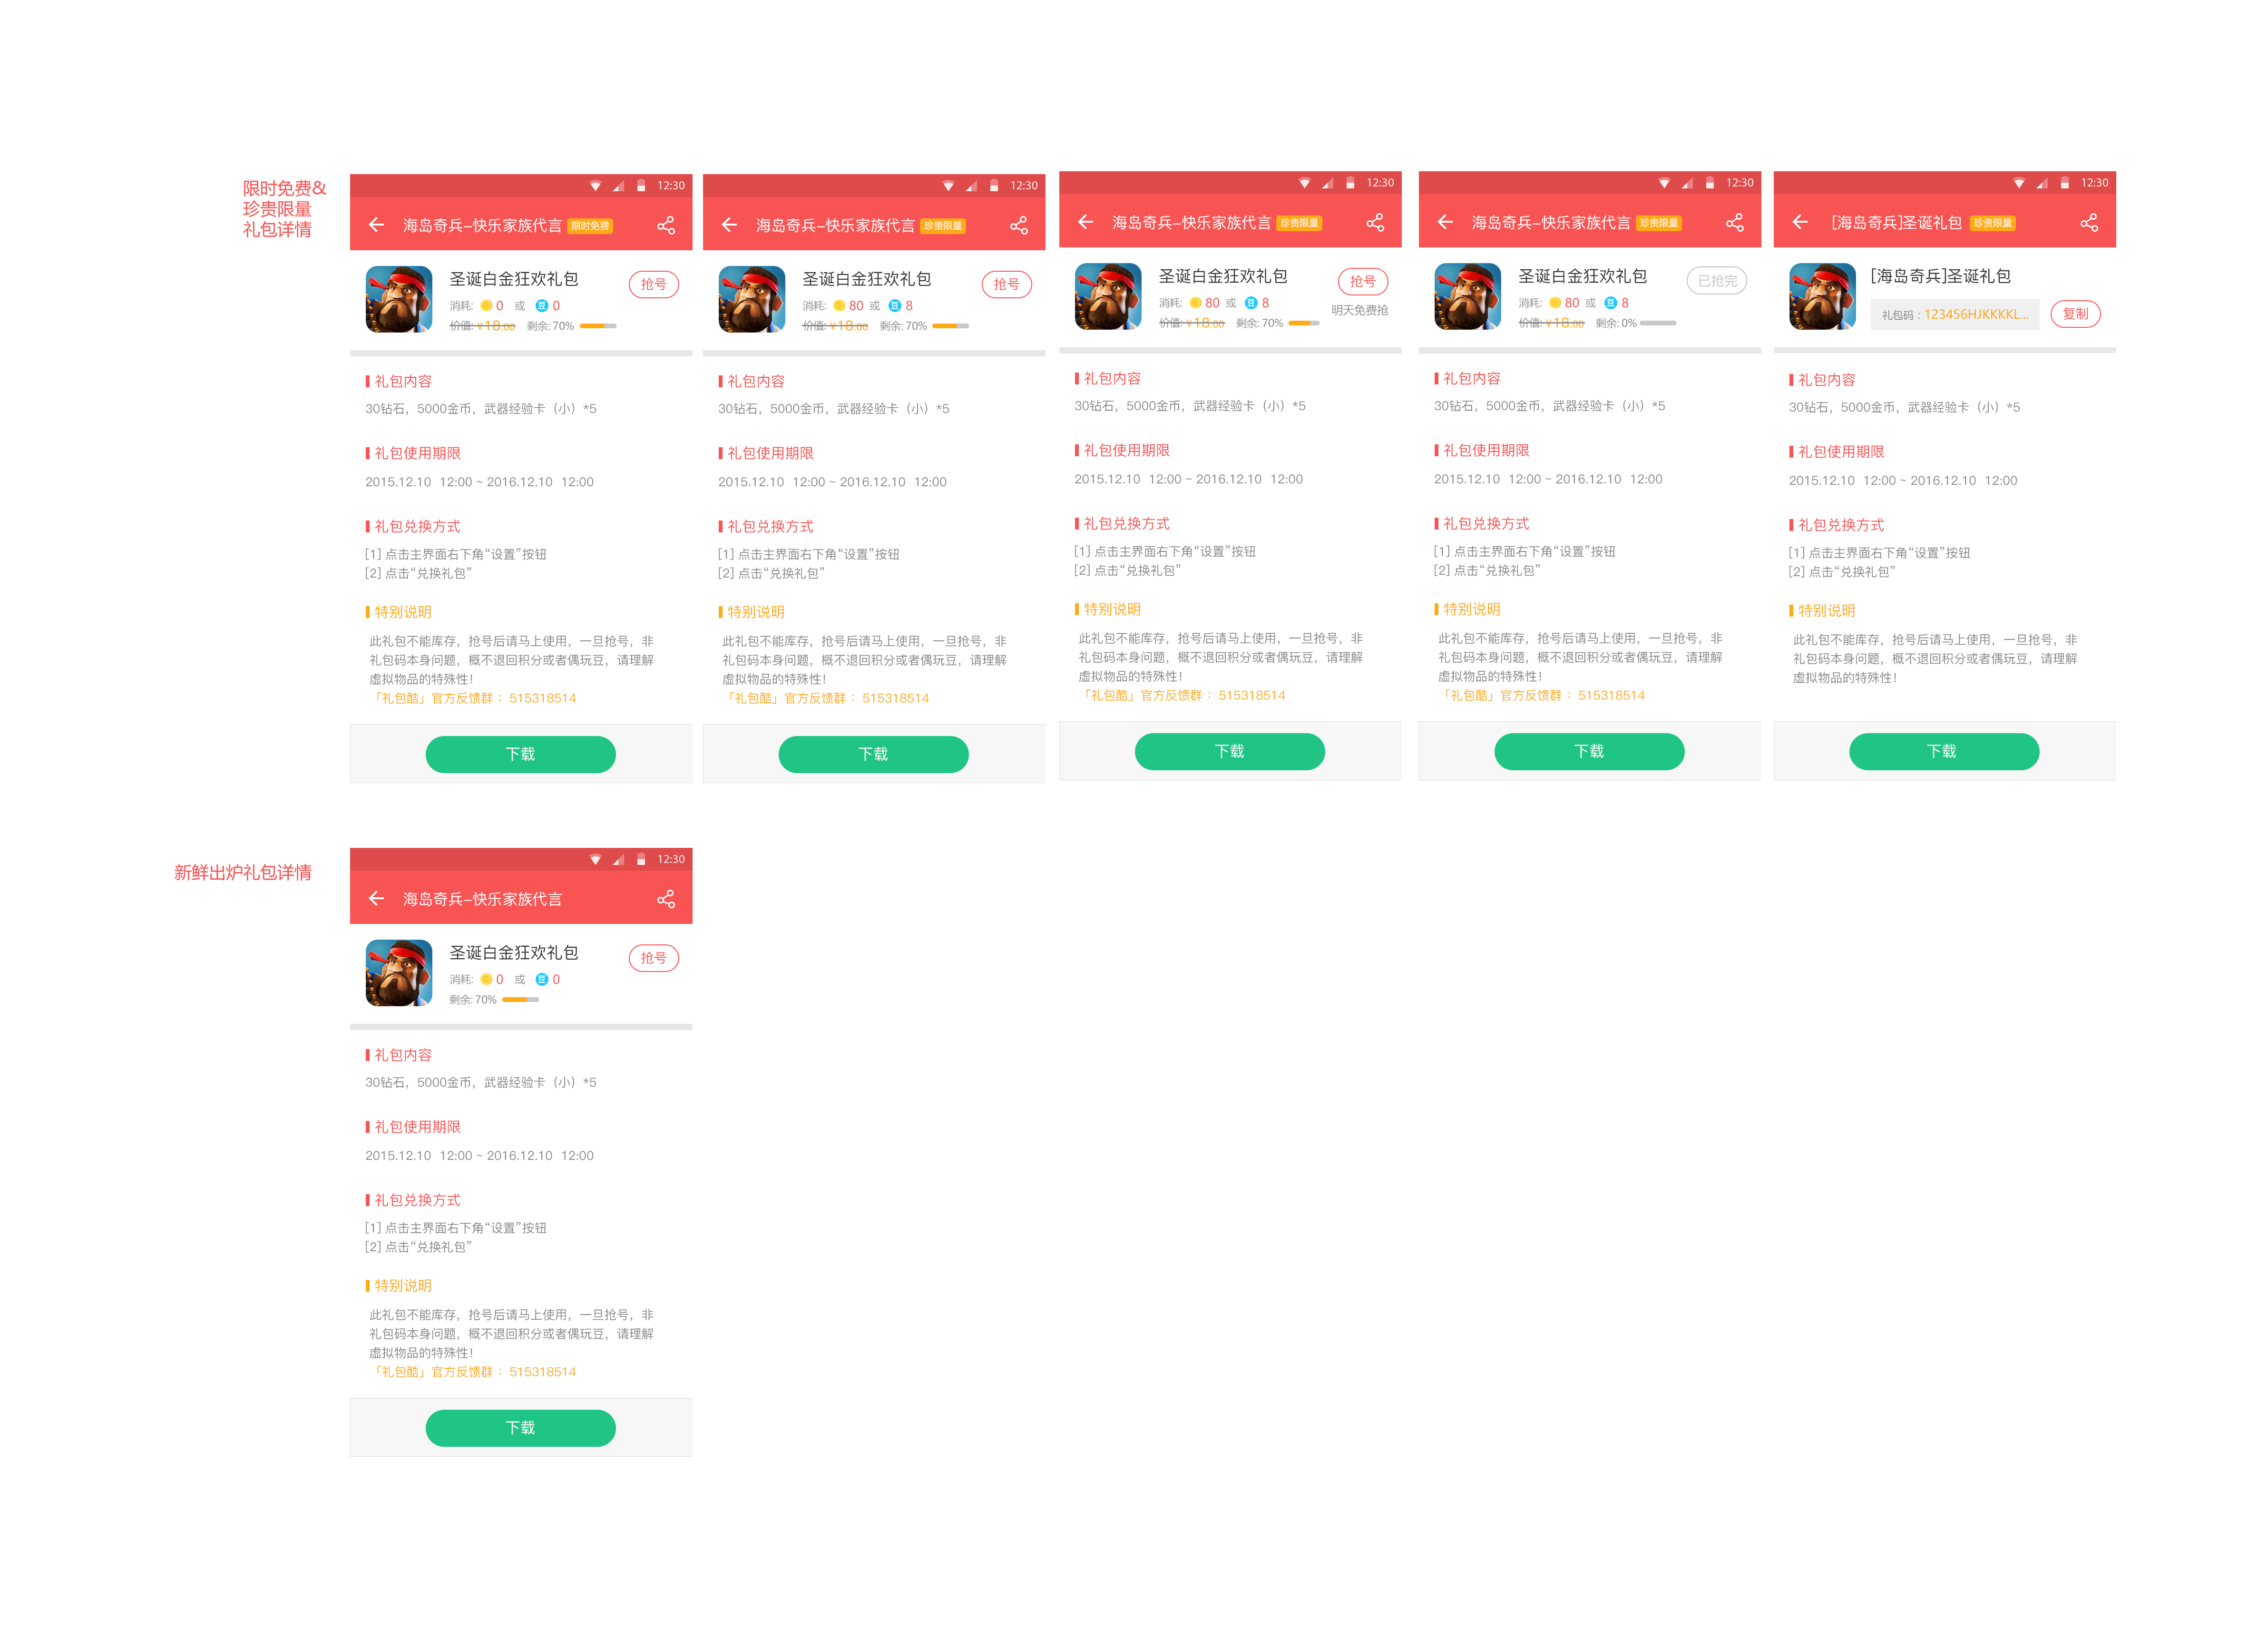 限时免费&
珍贵限量
礼包详情
12:30
海岛奇兵-快乐家族代言 限时免费
圣诞白金狂欢礼包
抢号
消耗: 0 或 豆 0
价值:￥18.00 剩余: 70%
礼包内容
30钻石，5000金币，武器经验卡（小）*5
礼包使用期限
2015.12.10 12:00 ~ 2016.12.10 12:00
礼包兑换方式
[1] 点击主界面右下角“设置”按钮
[2] 点击“兑换礼包”
特别说明
此礼包不能库存，抢号后请马上使用，一旦抢号，非
礼包码本身问题，概不退回积分或者偶玩豆，请理解
虚拟物品的特殊性！
「礼包酷」官方反馈群： 515318514
下载
12:30
海岛奇兵-快乐家族代言 珍贵限量
圣诞白金狂欢礼包
抢号
消耗: 80 或 豆 8
价值:￥18.00 剩余: 70%
礼包内容
30钻石，5000金币，武器经验卡（小）*5
礼包使用期限
2015.12.10 12:00 ~ 2016.12.10 12:00
礼包兑换方式
[1] 点击主界面右下角“设置”按钮
[2] 点击“兑换礼包”
特别说明
此礼包不能库存，抢号后请马上使用，一旦抢号，非
礼包码本身问题，概不退回积分或者偶玩豆，请理解
虚拟物品的特殊性！
「礼包酷」官方反馈群： 515318514
下载
12:30
海岛奇兵-快乐家族代言 珍贵限量
圣诞白金狂欢礼包
抢号
消耗: 80 或 豆 8
明天免费抢
价值:￥18.00 剩余: 70%
礼包内容
30钻石，5000金币，武器经验卡（小）*5
礼包使用期限
2015.12.10 12:00 ~ 2016.12.10 12:00
礼包兑换方式
[1] 点击主界面右下角“设置”按钮
[2] 点击“兑换礼包”
特别说明
此礼包不能库存，抢号后请马上使用，一旦抢号，非
礼包码本身问题，概不退回积分或者偶玩豆，请理解
虚拟物品的特殊性！
「礼包酷」官方反馈群： 515318514
下载
12:30
海岛奇兵-快乐家族代言 珍贵限量
圣诞白金狂欢礼包
已抢完
消耗: 80 或 豆 8
价值:￥18.00 剩余: 0%
礼包内容
30钻石，5000金币，武器经验卡（小）*5
礼包使用期限
2015.12.10 12:00 ~ 2016.12.10 12:00
礼包兑换方式
[1] 点击主界面右下角“设置”按钮
[2] 点击“兑换礼包”
特别说明
此礼包不能库存，抢号后请马上使用，一旦抢号，非
礼包码本身问题，概不退回积分或者偶玩豆，请理解
虚拟物品的特殊性！
「礼包酷」官方反馈群： 515318514
下载
12:30
[海岛奇兵]圣诞礼包 珍贵限量
[海岛奇兵]圣诞礼包
礼包码：123456HJKKKKL...
复制
礼包内容
30钻石，5000金币，武器经验卡（小）*5
礼包使用期限
2015.12.10 12:00 ~ 2016.12.10 12:00
礼包兑换方式
[1] 点击主界面右下角“设置”按钮
[2] 点击“兑换礼包”
特别说明
此礼包不能库存，抢号后请马上使用，一旦抢号，非
礼包码本身问题，概不退回积分或者偶玩豆，请理解
虚拟物品的特殊性！
下载
新鲜出炉礼包详情
12:30
海岛奇兵-快乐家族代言
圣诞白金狂欢礼包
抢号
消耗: 0 或 豆 0
剩余: 70%
礼包内容
30钻石，5000金币，武器经验卡（小）*5
礼包使用期限
2015.12.10 12:00 ~ 2016.12.10 12:00
礼包兑换方式
[1] 点击主界面右下角“设置”按钮
[2] 点击“兑换礼包”
特别说明
此礼包不能库存，抢号后请马上使用，一旦抢号，非
礼包码本身问题，概不退回积分或者偶玩豆，请理解
虚拟物品的特殊性！
「礼包酷」官方反馈群： 515318514
下载